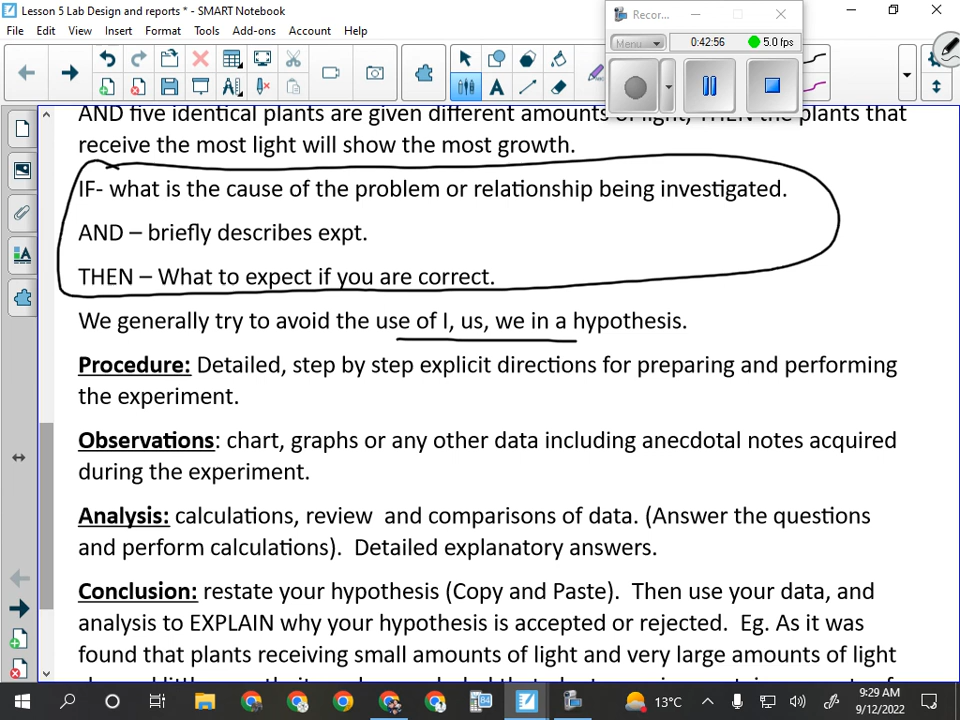 Lesson 5 Lab Design and reports * - SMART Notebook
File Edit View Insert Format Tools Add-ons Account Help
Recor...
Menu 0:42:56 5.0 fps
AND five identical plants are given different amounts of light, THEN the plants that
receive the most light will show the most growth.
IF- what is the cause of the problem or relationship being investigated.
AND – briefly describes expt.
THEN – What to expect if you are correct.
We generally try to avoid the use of I, us, we in a hypothesis.
Procedure: Detailed, step by step explicit directions for preparing and performing
the experiment.
Observations: chart, graphs or any other data including anecdotal notes acquired
during the experiment.
Analysis: calculations, review and comparisons of data. (Answer the questions
and perform calculations). Detailed explanatory answers.
Conclusion: restate your hypothesis (Copy and Paste). Then use your data, and
analysis to EXPLAIN why your hypothesis is accepted or rejected. Eg. As it was
found that plants receiving small amounts of light and very large amounts of light
13°C
9:29 AM
9/12/2022